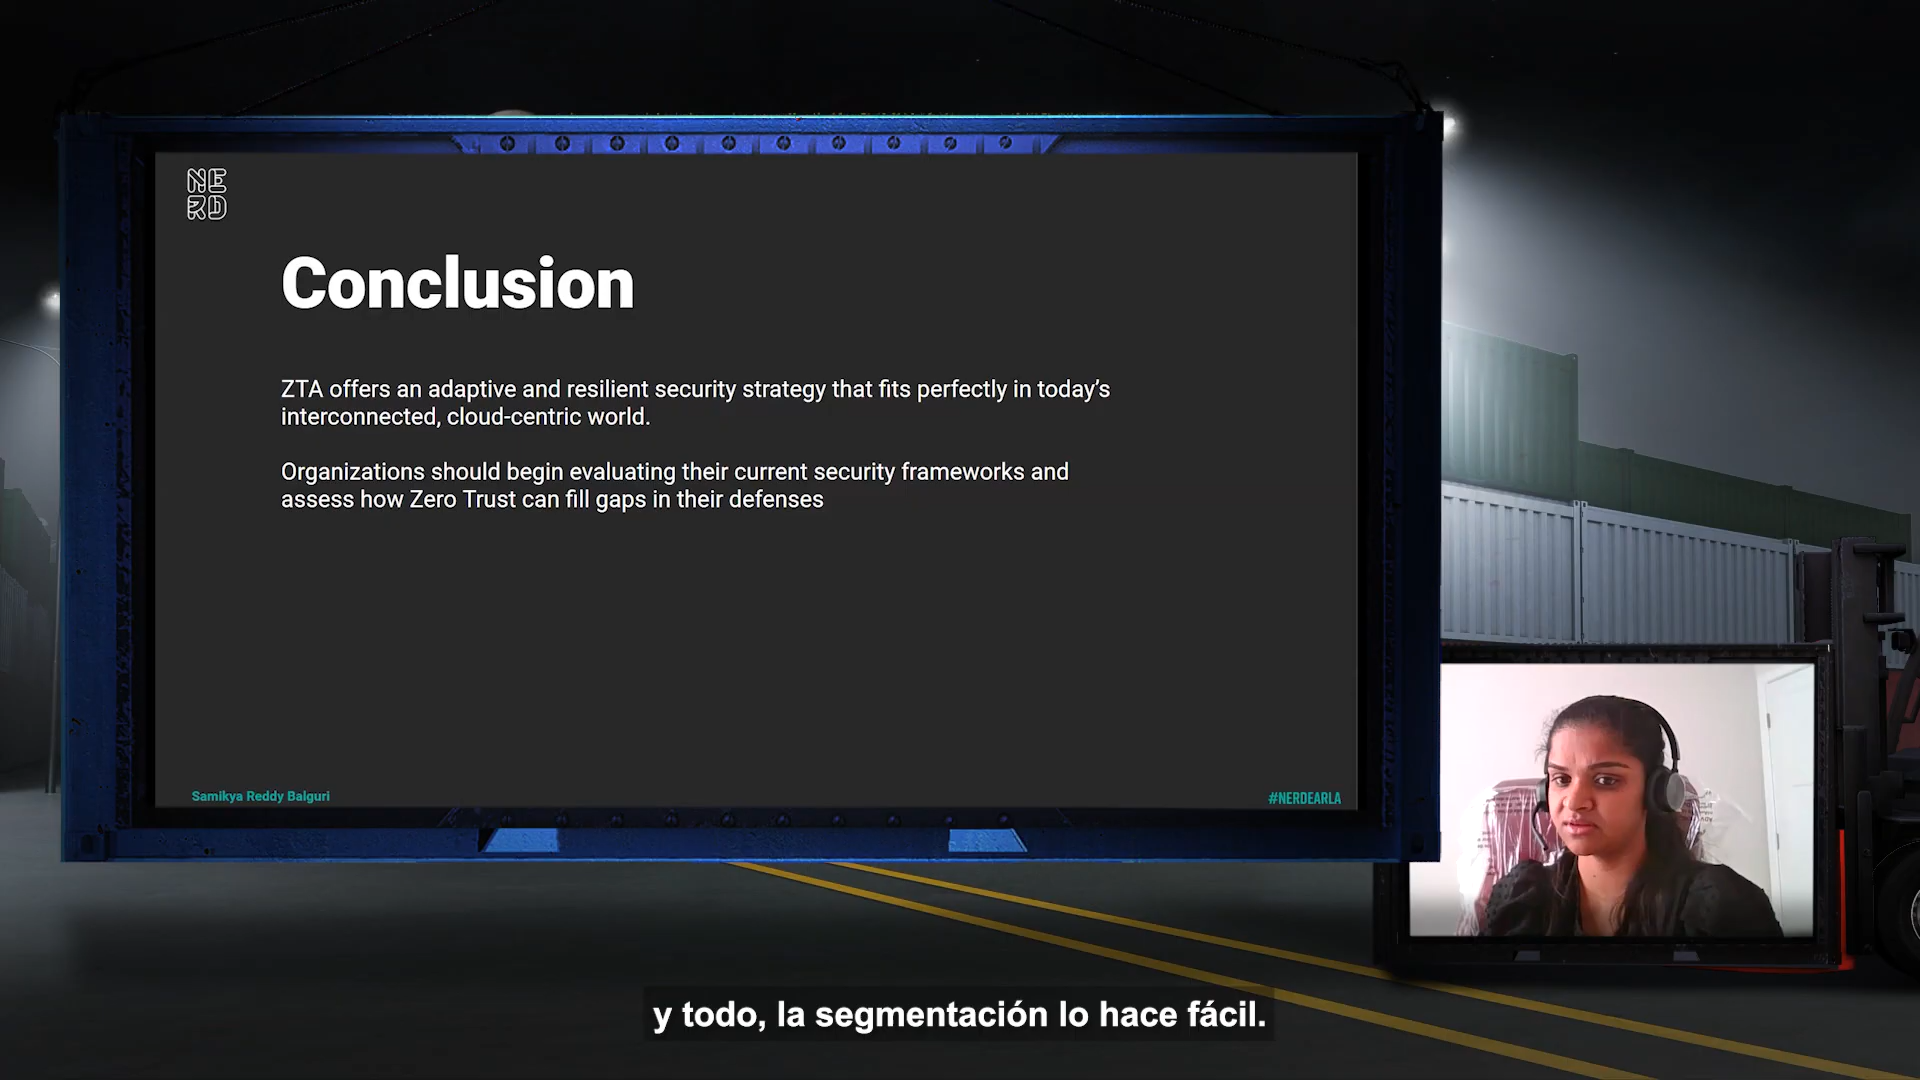 NE
RD
Conclusion
ZTA offers an adaptive and resilient security strategy that fits perfectly in today’s
interconnected, cloud-centric world.
Organizations should begin evaluating their current security frameworks and
assess how Zero Trust can fill gaps in their defenses
Samikya Reddy Balguri
#NERDEARLA
y todo, la segmentación lo hace fácil.